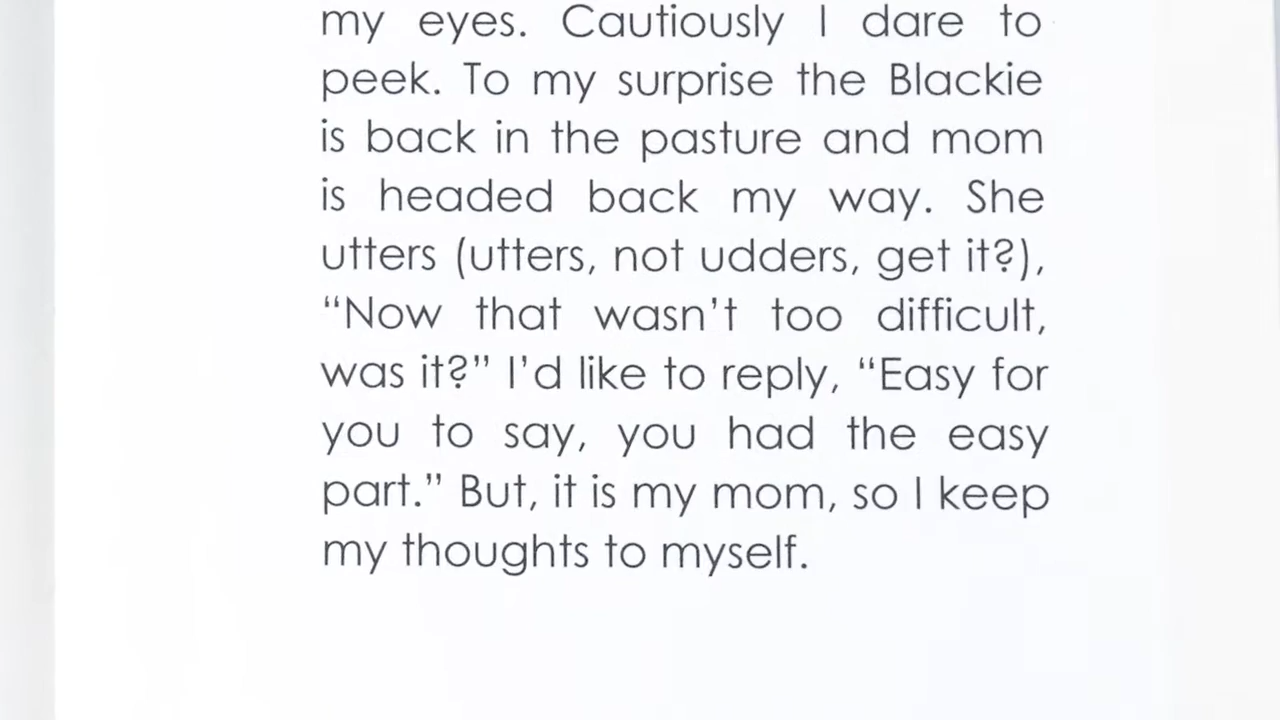 my eyes. Cautiously I dare to
peek. To my surprise the Blackie
is back in the pasture and mom
is headed back my way. She
utters (utters, not udders, get it?),
“Now that wasn’t too difficult,
was it?” I’d like to reply, “Easy for
you to say, you had the easy
part.” But, it is my mom, so I keep
my thoughts to myself.